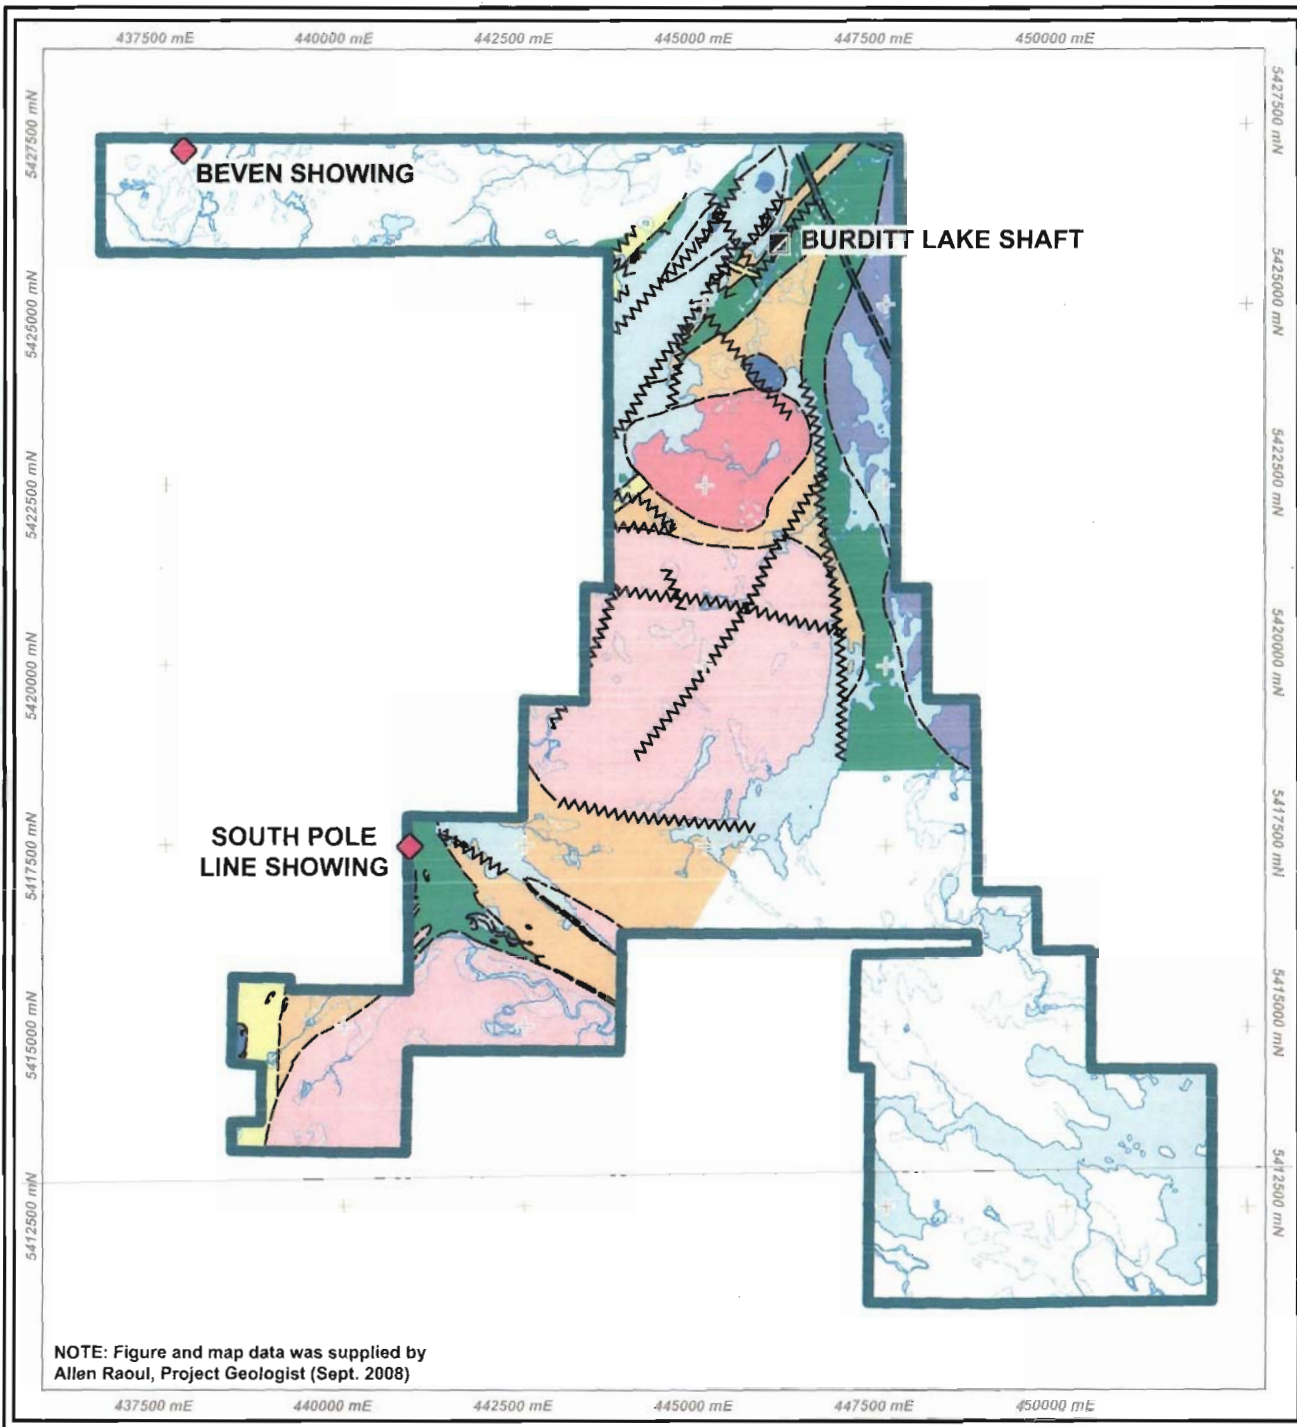 437500 mE 440000 mE 442500 mE 445000 mE 447500 mE 450000 mE
5427500 mN
5425000 mN
5422500 mN
5420000 mN
5417500 mN
5415000 mN
5412500 mN
BEVEN SHOWING
BURDITT LAKE SHAFT
SOUTH POLE
LINE SHOWING
5427500 mN
5425000 mN
5422500 mN
5420000 mN
5417500 mN
5415000 mN
5412500 mN
NOTE: Figure and map data was supplied by
Allen Raoul, Project Geologist (Sept. 2008)
437500 mE 440000 mE 442500 mE 445000 mE 447500 mE 450000 mE